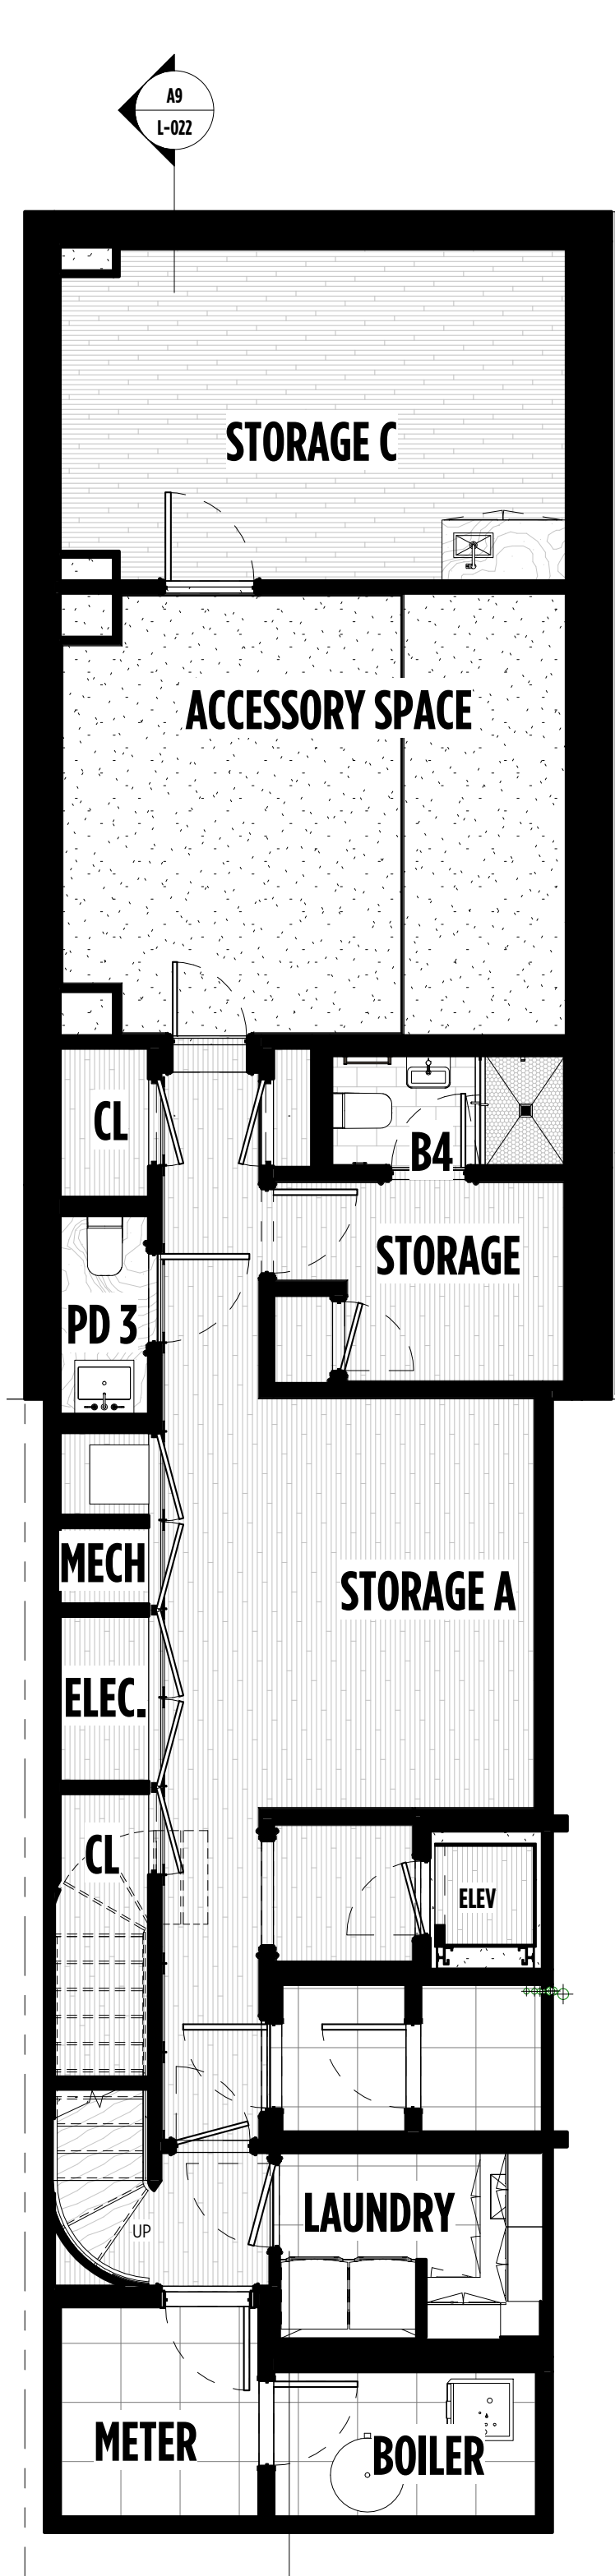 A9
L-022
STORAGE C
ACCESSORY SPACE
CL
B4
STORAGE
PD 3
MECH
STORAGE A
ELEC.
CL
ELEV
LAUNDRY
UP
METER
BOILER